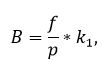 B = f/p * k₁,